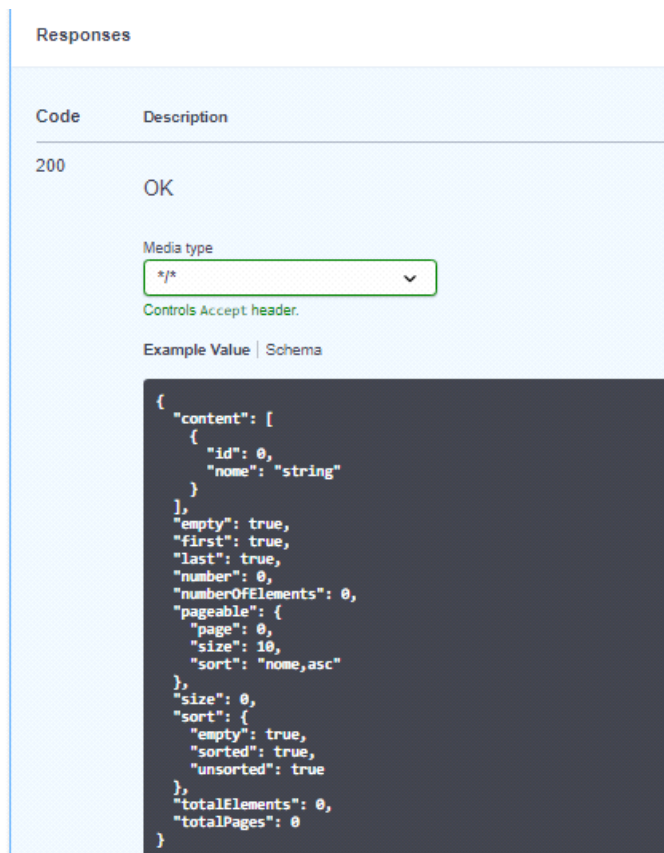 Responses
Code Description
200
OK
Media type
*/*
Controls Accept header.
Example Value | Schema
{
  "content": [
    {
      "id": 0,
      "nome": "string"
    }
  ],
  "empty": true,
  "first": true,
  "last": true,
  "number": 0,
  "numberOfElements": 0,
  "pageable": {
    "page": 0,
    "size": 10,
    "sort": "nome,asc"
  },
  "size": 0,
  "sort": {
    "empty": true,
    "sorted": true,
    "unsorted": true
  },
  "totalElements": 0,
  "totalPages": 0
}